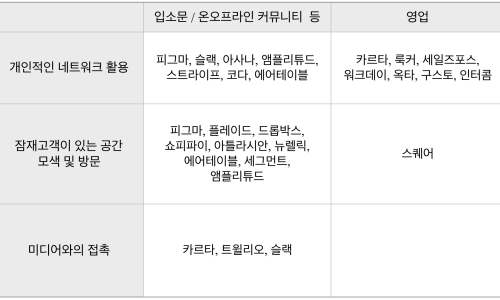 입소문 / 온오프라인 커뮤니티 등
영업
개인적인 네트워크 활용
피그마, 슬랙, 아사나, 앰플리튜드,
스트라이프, 코다, 에어테이블
카르타, 룩커, 세일즈포스,
워크데이, 옥타, 구스토, 인터콤
잠재고객이 있는 공간
모색 및 방문
피그마, 플레이드, 드롭박스,
쇼피파이, 아틀라시안, 뉴렐릭,
에어테이블, 세그먼트,
앰플리튜드
스퀘어
미디어와의 접촉
카르타, 트윌리오, 슬랙